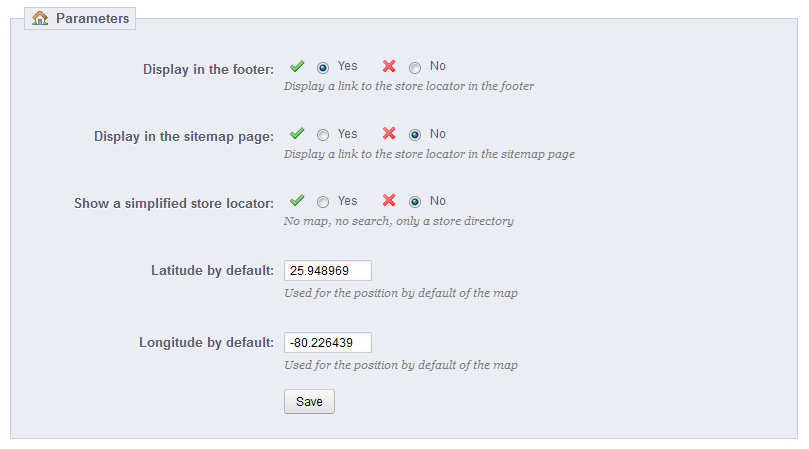 Parameters
Display in the footer: Yes No
Display a link to the store locator in the footer
Display in the sitemap page: Yes No
Display a link to the store locator in the sitemap page
Show a simplified store locator: Yes No
No map, no search, only a store directory
Latitude by default: 25.948969
Used for the position by default of the map
Longitude by default: -80.226439
Used for the position by default of the map
Save